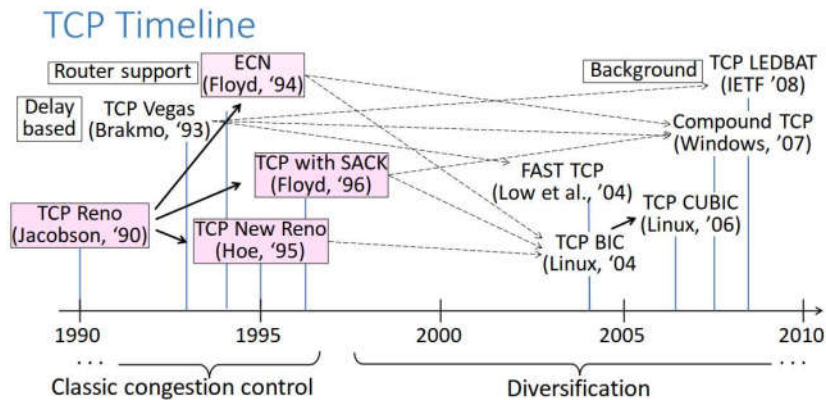 TCP Timeline
Router support
ECN
(Floyd, ‘94)
Background
TCP LEDBAT
(IETF ’08)
Delay
based
TCP Vegas
(Brakmo, ‘93)
Compound TCP
(Windows, ’07)
TCP with SACK
(Floyd, ‘96)
FAST TCP
(Low et al., ’04)
TCP Reno
(Jacobson, ‘90)
TCP New Reno
(Hoe, ‘95)
TCP BIC
(Linux, ‘04
TCP CUBIC
(Linux, ’06)
1990
1995
2000
2005
2010
. . .
. . .
Classic congestion control
Diversification